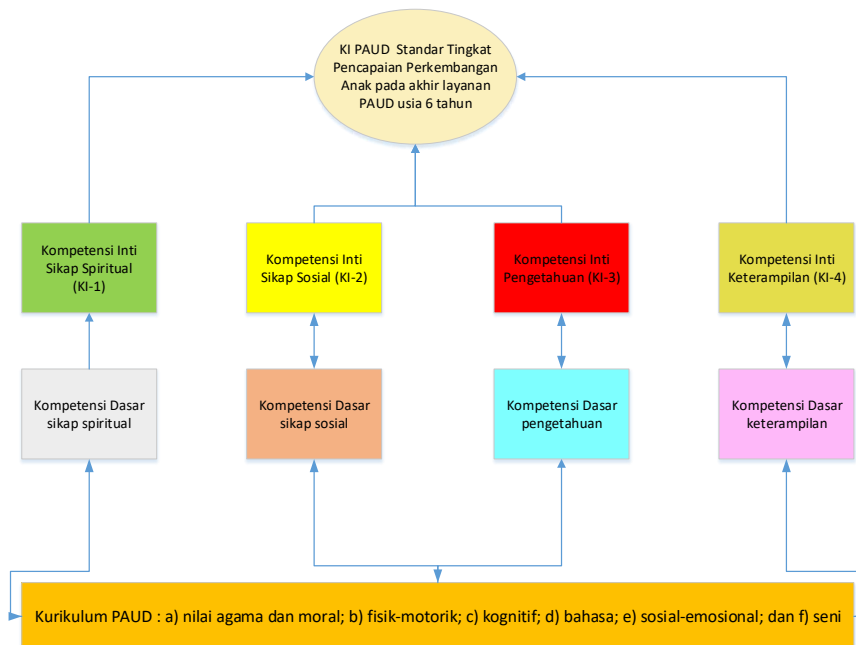 KI PAUD  Standar Tingkat
Pencapaian Perkembangan
Anak pada akhir layanan
PAUD usia 6 tahun
Kompetensi Inti
Sikap Spiritual
(KI-1)
Kompetensi Inti
Sikap Sosial (KI-2)
Kompetensi Inti
Pengetahuan (KI-3)
Kompetensi Inti
Keterampilan (KI-4)
Kompetensi Dasar
sikap spiritual
Kompetensi Dasar
sikap sosial
Kompetensi Dasar
pengetahuan
Kompetensi Dasar
keterampilan
Kurikulum PAUD : a) nilai agama dan moral; b) fisik-motorik; c) kognitif; d) bahasa; e) sosial-emosional; dan f) seni